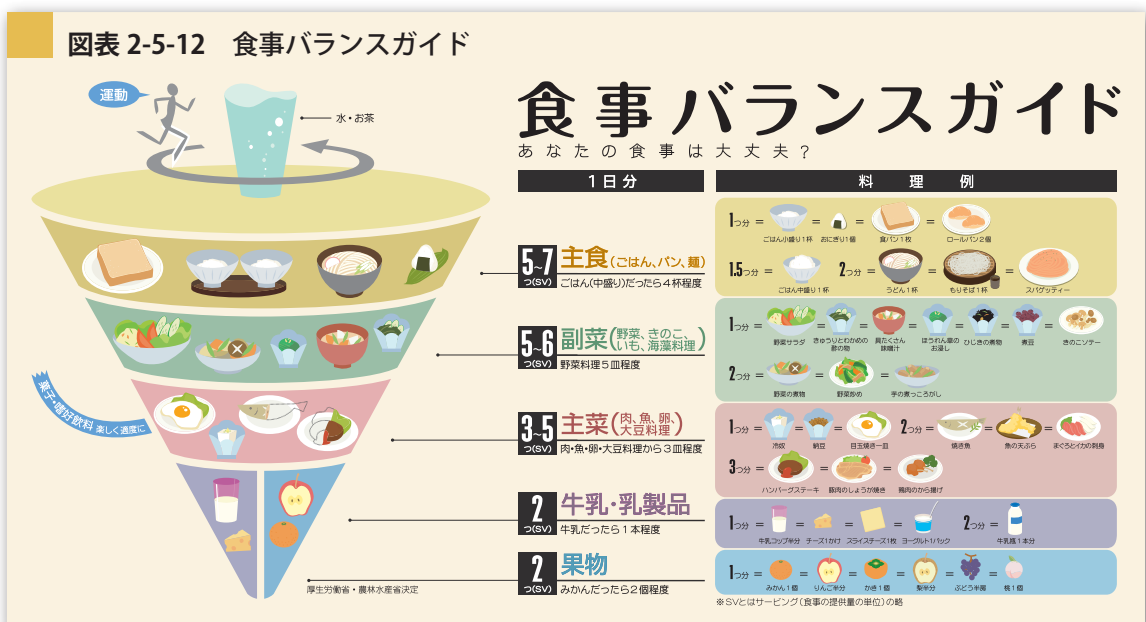 図表 2-5-12 食事バランスガイド
運動
水・お茶
食事バランスガイド
あなたの食事は大丈夫?
1日分
料理例
5~7
つ(SV)
主食(ごはん、パン、麺)
ごはん(中盛り)だったら4杯程度
5~6
つ(SV)
副菜(野菜、きのこ、
いも、海藻料理)
野菜料理5皿程度
3~5
つ(SV)
主菜(肉、魚、卵、
大豆料理)
肉・魚・卵・大豆料理から3皿程度
2
つ(SV)
牛乳・乳製品
牛乳だったら1本程度
2
つ(SV)
果物
みかんだったら2個程度
菓子・嗜好飲料 楽しく適度に
厚生労働省・農林水産省決定
1つ分 = = = =
ごはん小盛り1杯 おにぎり1個 食パン1枚 ロールパン2個
1.5つ分 = 2つ分 = = =
ごはん中盛り1杯 うどん1杯 もりそば1杯 スパゲッティー
1つ分 = = = = = = =
野菜サラダ きゅうりとわかめの酢の物 具たくさん味噌汁 ほうれん草のお浸し ひじきの煮物 煮豆 きのこソテー
2つ分 = = =
野菜の煮物 野菜炒め 芋の煮っころがし
1つ分 = = = 2つ分 = = =
冷奴 納豆 目玉焼き一皿 焼き魚 魚の天ぷら まぐろとイカの刺身
3つ分 = = =
ハンバーグステーキ 豚肉のしょうが焼き 鶏肉のから揚げ
1つ分 = = = = 2つ分 =
牛乳コップ半分 チーズ1かけ スライスチーズ1枚 ヨーグルト1パック 牛乳瓶1本分
1つ分 = = = = = =
みかん1個 りんご半分 かき1個 梨半分 ぶどう半房 桃1個
※SVとはサービング(食事の提供量の単位)の略